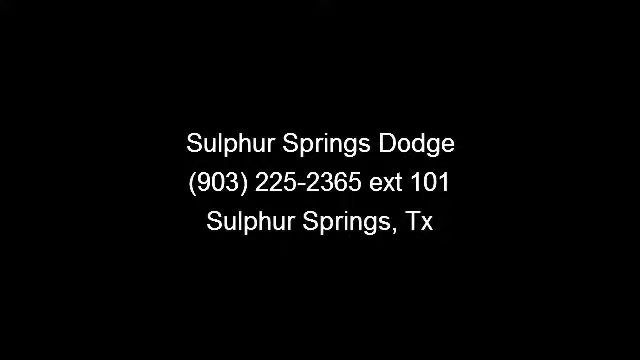 Sulphur Springs Dodge
(903) 225-2365 ext 101
Sulphur Springs, Tx